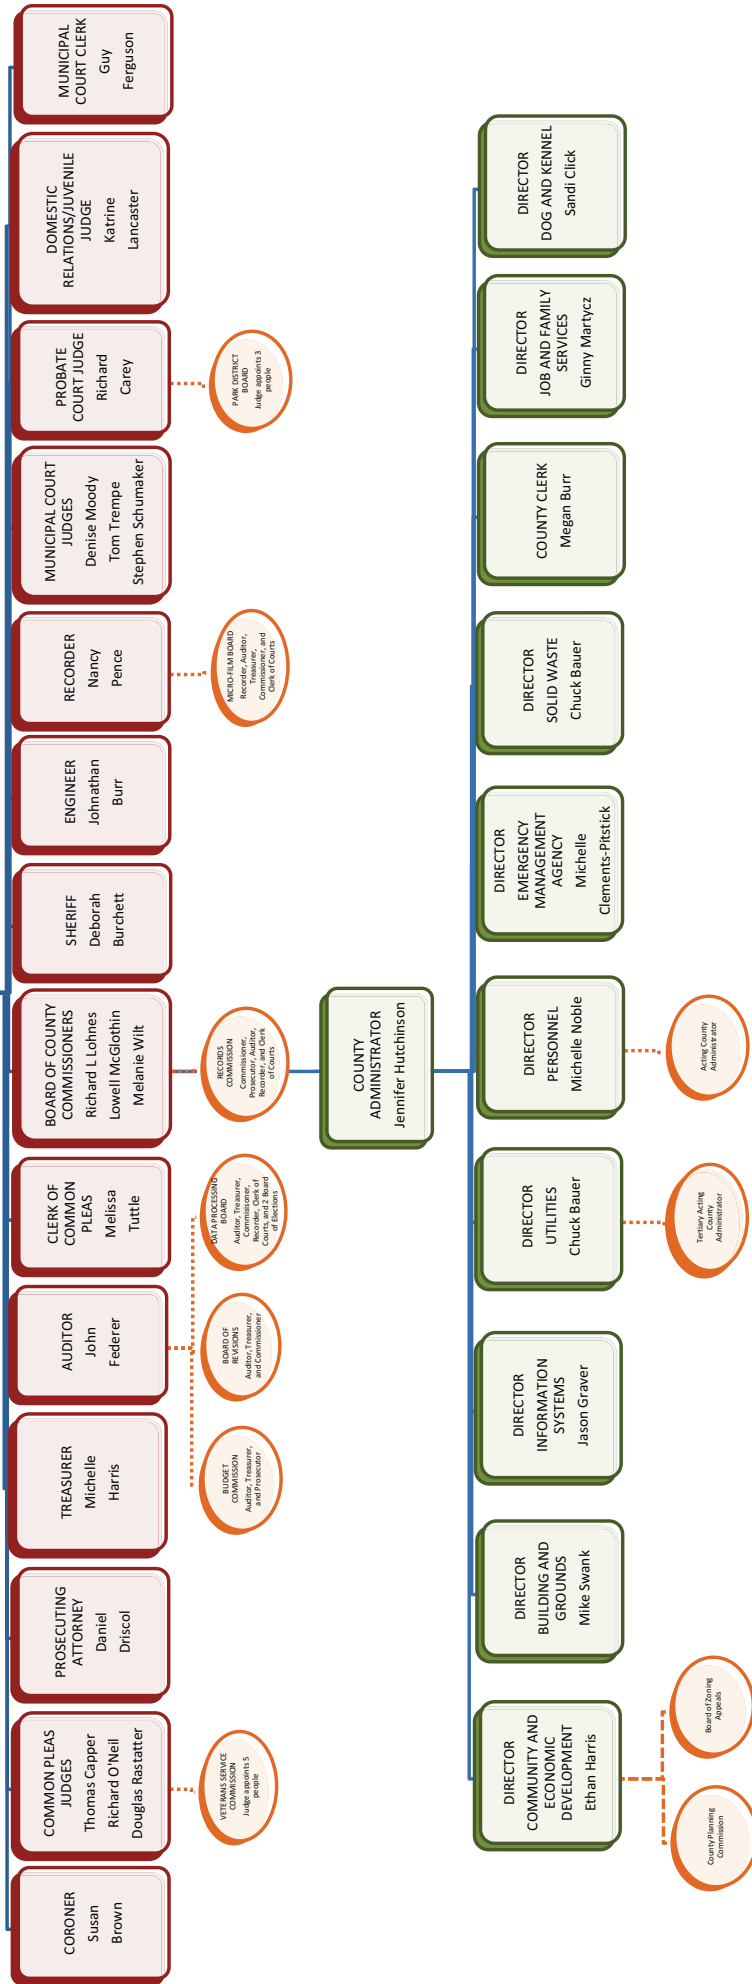 CORONER
Susan
Brown
COMMON PLEAS
JUDGES
Thomas Capper
Richard O'Neil
Douglas Rastatter
PROSECUTING
ATTORNEY
Daniel
Driscol
TREASURER
Michelle
Harris
AUDITOR
John
Federer
CLERK OF
COMMON
PLEAS
Melissa
Tuttle
BOARD OF COUNTY
COMMISSIONERS
Richard L Lohnes
Lowell McGlothin
Melanie Wilt
SHERIFF
Deborah
Burchett
ENGINEER
Johnathan
Burr
RECORDER
Nancy
Pence
MUNICIPAL COURT
JUDGES
Denise Moody
Tom Trempe
Stephen Schumaker
PROBATE
COURT JUDGE
Richard
Carey
DOMESTIC
RELATIONS/JUVENILE
JUDGE
Katrine
Lancaster
MUNICIPAL
COURT CLERK
Guy
Ferguson
VETERANS SERVICE
COMMISSION
Judge appoints 5
people
BUDGET
COMMISSION
Auditor, Treasurer,
and Prosecutor
BOARD OF
REVISIONS
Auditor, Treasurer,
and Commissioner
DATA PROCESSING
BOARD
Auditor, Treasurer,
Commissioner,
Recorder, Clerk of
Courts, and 2 Board
of Elections
RECORDS
COMMISSION
Commissioner,
Prosecutor, Auditor,
Recorder, and Clerk
of Courts
MICRO-FILM BOARD
Recorder, Auditor,
Treasurer,
Commissioner, and
Clerk of Courts
PARK DISTRICT
BOARD
Judge appoints 3
people
COUNTY
ADMINISTRATOR
Jennifer Hutchinson
DIRECTOR
COMMUNITY AND
ECONOMIC
DEVELOPMENT
Ethan Harris
DIRECTOR
BUILDING AND
GROUNDS
Mike Swank
DIRECTOR
INFORMATION
SYSTEMS
Jason Graver
DIRECTOR
UTILITIES
Chuck Bauer
DIRECTOR
PERSONNEL
Michelle Noble
DIRECTOR
EMERGENCY
MANAGEMENT
AGENCY
Michelle
Clements-Pitstick
DIRECTOR
SOLID WASTE
Chuck Bauer
COUNTY CLERK
Megan Burr
DIRECTOR
JOB AND FAMILY
SERVICES
Ginny Martycz
DIRECTOR
DOG AND KENNEL
Sandi Click
County Planning
Commission
Board of Zoning
Appeals
Tertiary Acting
County
Administrator
Acting County
Administrator